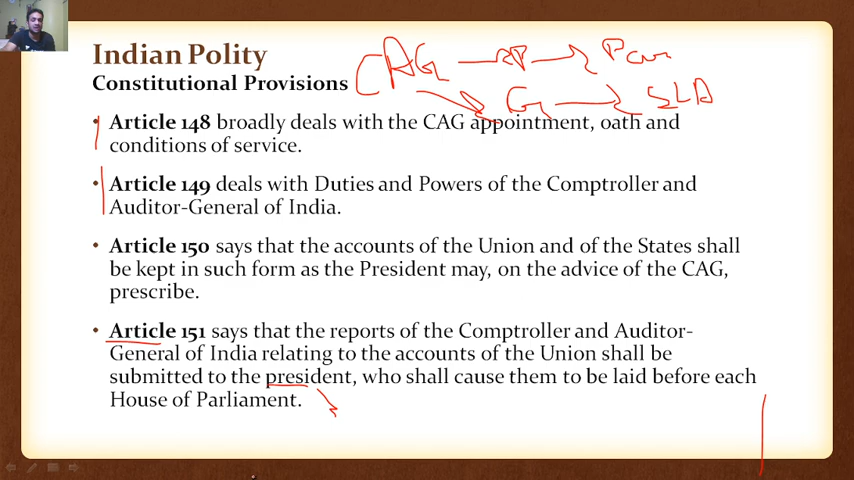 Indian Polity
Constitutional Provisions
CAG → P → Par
G → SLA
• Article 148 broadly deals with the CAG appointment, oath and
conditions of service.
• Article 149 deals with Duties and Powers of the Comptroller and
Auditor-General of India.
• Article 150 says that the accounts of the Union and of the States shall
be kept in such form as the President may, on the advice of the CAG,
prescribe.
• Article 151 says that the reports of the Comptroller and Auditor-
General of India relating to the accounts of the Union shall be
submitted to the president, who shall cause them to be laid before each
House of Parliament.